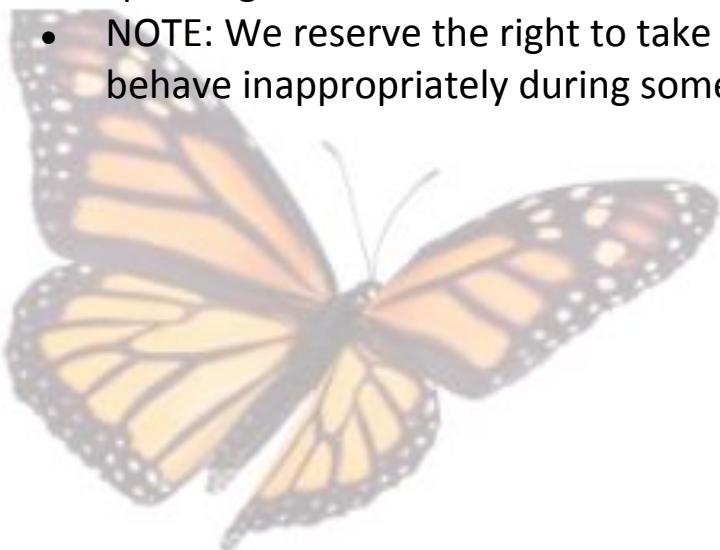 • NOTE: We reserve the right to take
behave inappropriately during some